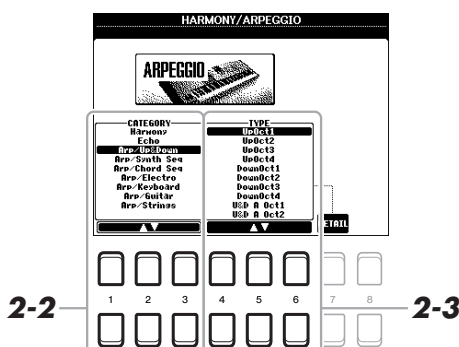 HARMONY/ARPEGGIO
ARPEGGIO
CATEGORY
Harmony
Echo
Arp/Up&Down
Arp/Synth Seq
Arp/Chord Seq
Arp/Electro
Arp/Keyboard
Arp/Guitar
Arp/Strings
▲▼
TYPE
UpOct1
UpOct2
UpOct3
UpOct4
DownOct1
DownOct2
DownOct3
DownOct4
U&D A Oct1
U&D A Oct2
▲▼
ETAIL
1 2 3 4 5 6 7 8
2-2
2-3